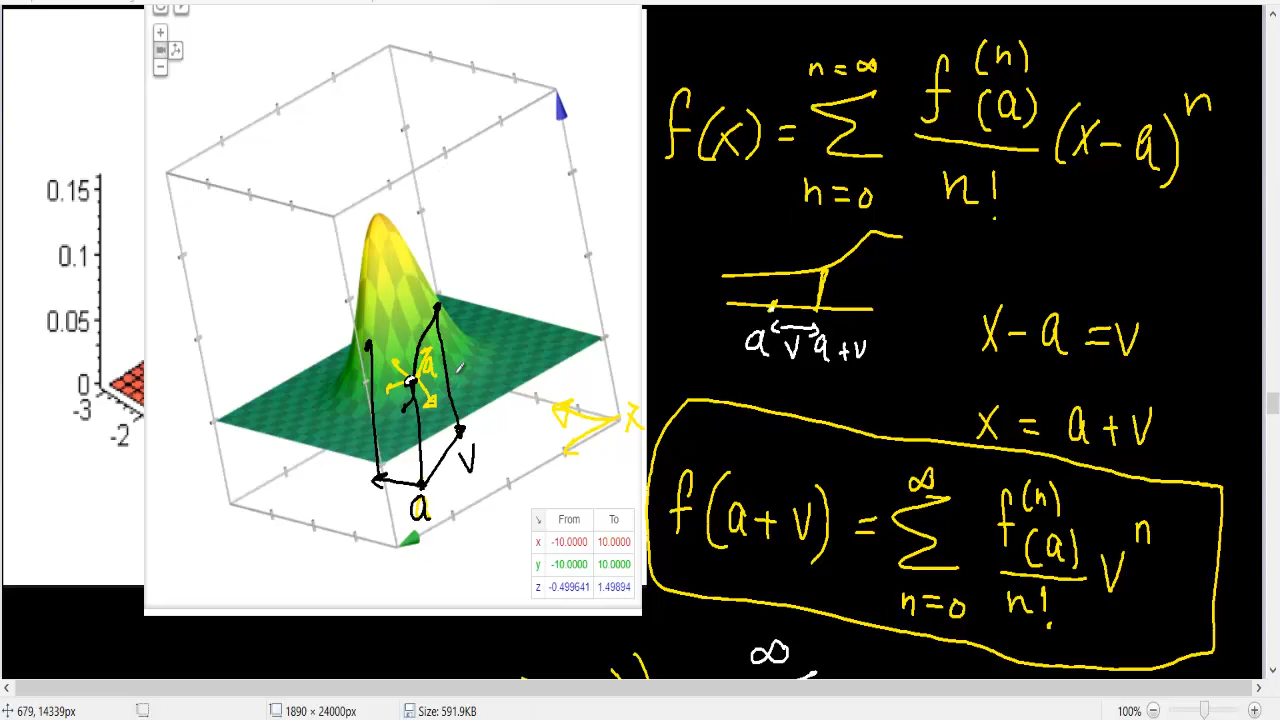 0.15
0.1
0.05
0
-3
-2
ā
x̄
v
a
From To
x -10.0000 10.0000
y -10.0000 10.0000
z -0.499641 1.49894
n=∞
f(x) = Σ f^(n)(a)/n! (x-a)^n
n=0
a v a+v
x-a = v
x = a+v
∞
f(a+v) = Σ f^(n)(a)/n! v^n
n=0
∞
679, 14339px 1890 × 24000px Size: 591.9KB 100%